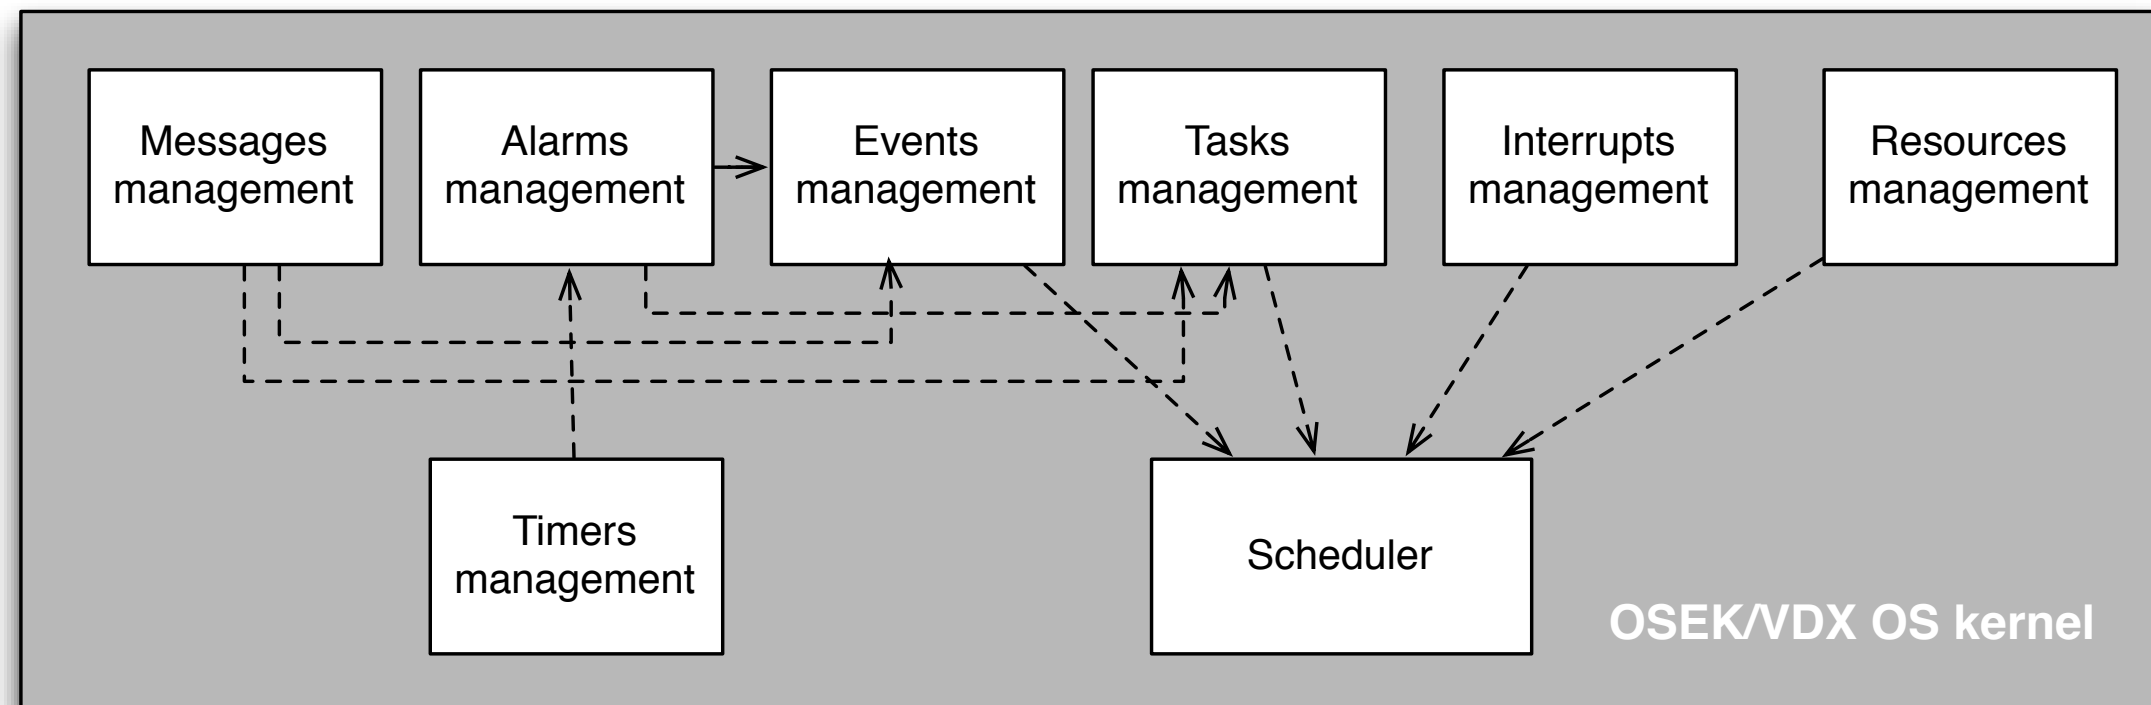 Messages
management
Alarms
management
Events
management
Tasks
management
Interrupts
management
Resources
management
Timers
management
Scheduler
OSEK/VDX OS kernel